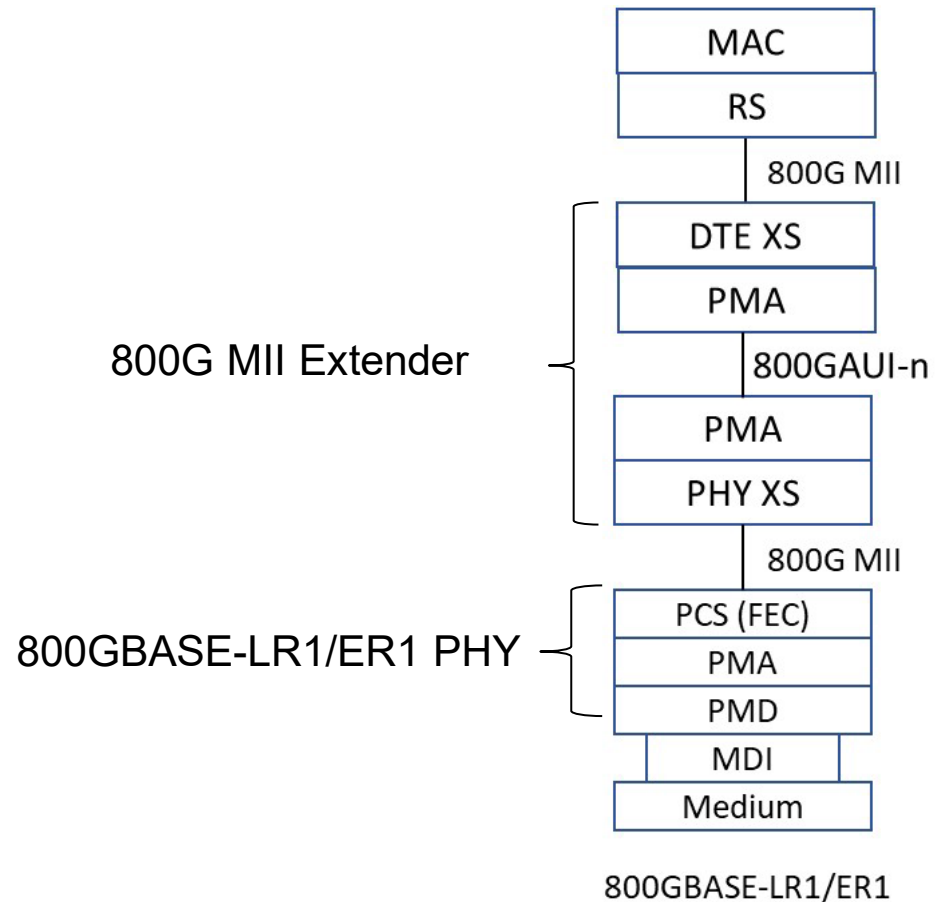 MAC
RS
800G MII
DTE XS
PMA
800G MII Extender
800GAUI-n
PMA
PHY XS
800G MII
PCS (FEC)
800GBASE-LR1/ER1 PHY
PMA
PMD
MDI
Medium
800GBASE-LR1/ER1